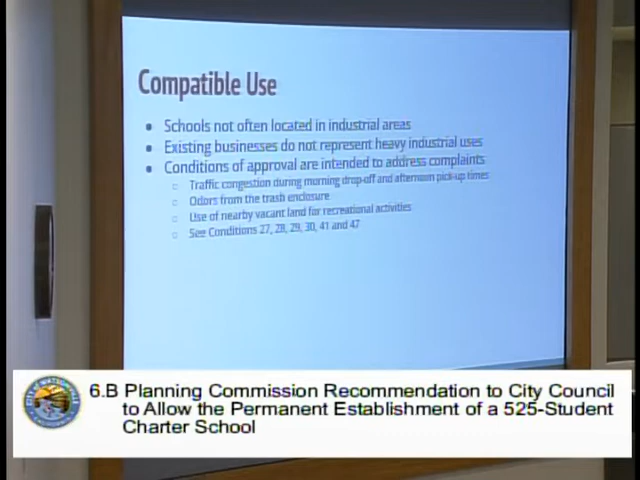 Compatible Use
Schools not often located in industrial areas
Existing businesses do not represent heavy industrial uses
Conditions of approval are intended to address complaints
Traffic congestion during morning drop-off and afternoon pick-up times
Odors from the trash enclosure
Use of nearby vacant land for recreational activities
See Conditions 27, 28, 29, 30, 41 and 47
6.B Planning Commission Recommendation to City Council
to Allow the Permanent Establishment of a 525-Student
Charter School